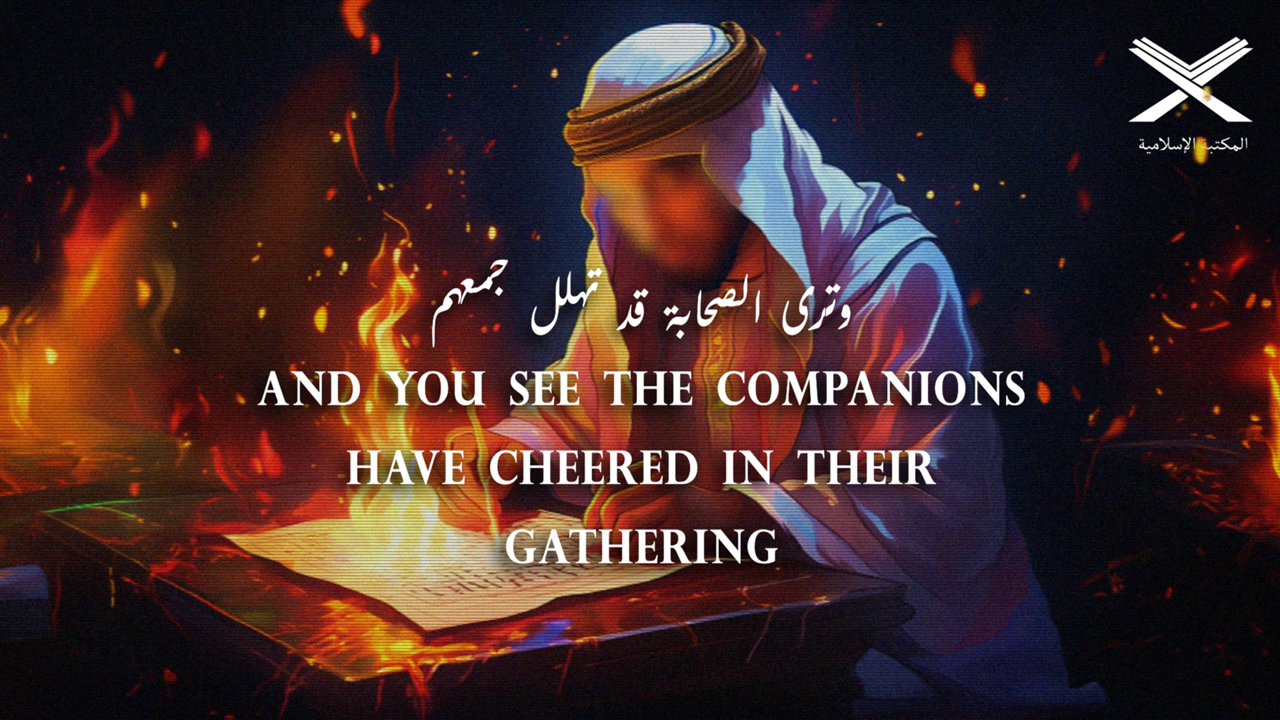 المكتبة الإسلامية
وترى الصحابة قد تهلل جمعهم
AND YOU SEE THE COMPANIONS
HAVE CHEERED IN THEIR
GATHERING